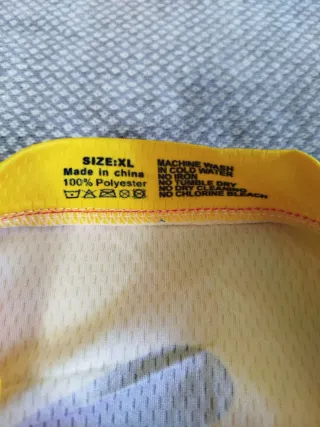 SIZE:XL
Made in china
100% Polyester
MACHINE WASH
IN COLD WATER
NO IRON
NO TUMBLE DRY
NO DRY CLEANING
NO CHLORINE BLEACH